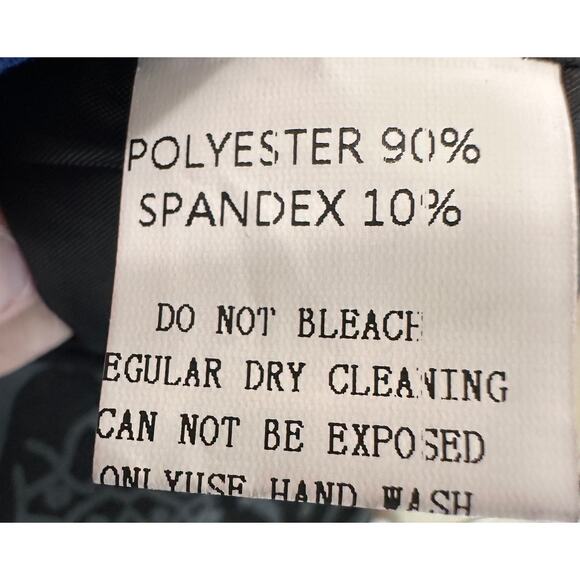 POLYESTER 90%
SPANDEX 10%
DO NOT BLEACH
EGULAR DRY CLEANING
CAN NOT BE EXPOSED
ONLYUSE HAND WASH